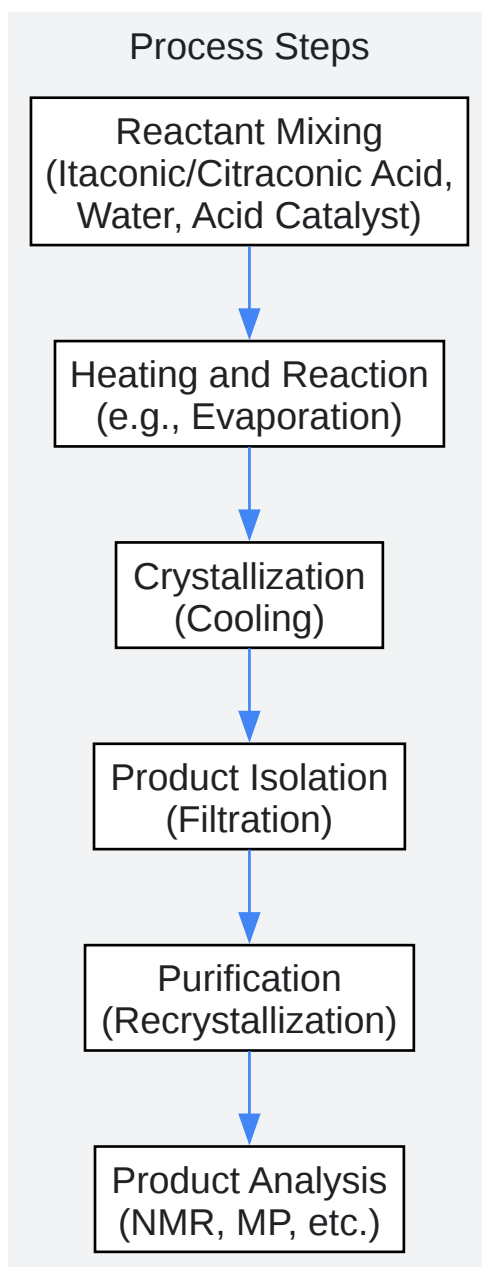 Process Steps
Reactant Mixing
(Itaconic/Citraconic Acid,
Water, Acid Catalyst)
Heating and Reaction
(e.g., Evaporation)
Crystallization
(Cooling)
Product Isolation
(Filtration)
Purification
(Recrystallization)
Product Analysis
(NMR, MP, etc.)